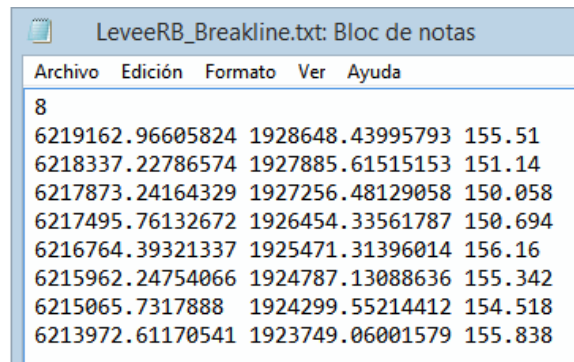 LeveeRB_Breakline.txt: Bloc de notas
Archivo Edición Formato Ver Ayuda
8
6219162.96605824 1928648.43995793 155.51
6218337.22786574 1927885.61515153 151.14
6217873.24164329 1927256.48129058 150.058
6217495.76132672 1926454.33561787 150.694
6216764.39321337 1925471.31396014 156.16
6215962.24754066 1924787.13088636 155.342
6215065.7317888 1924299.55214412 154.518
6213972.61170541 1923749.06001579 155.838